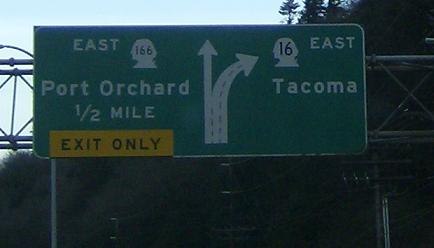 EAST 166
Port Orchard
1/2 MILE
EXIT ONLY
16 EAST
Tacoma